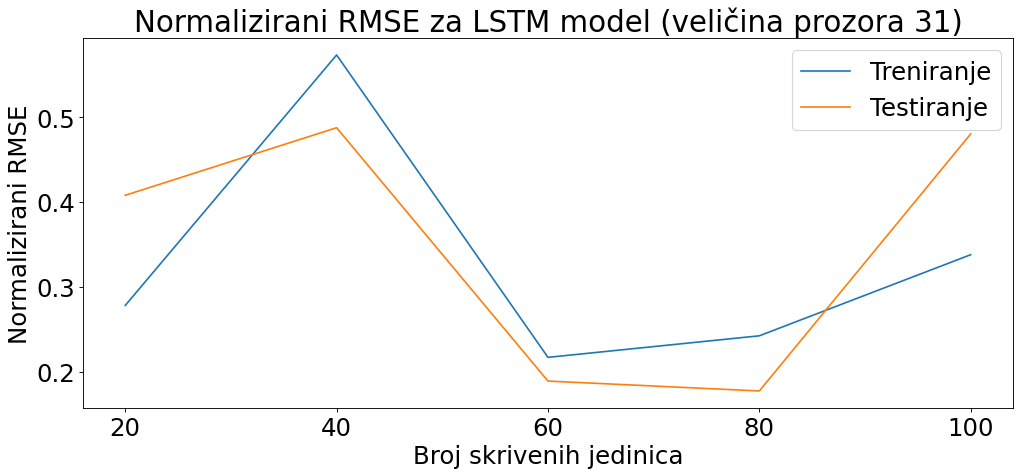 Normalizirani RMSE za LSTM model (veličina prozora 31)
Treniranje
Testiranje
Normalizirani RMSE
0.5
0.4
0.3
0.2
20 40 60 80 100
Broj skrivenih jedinica